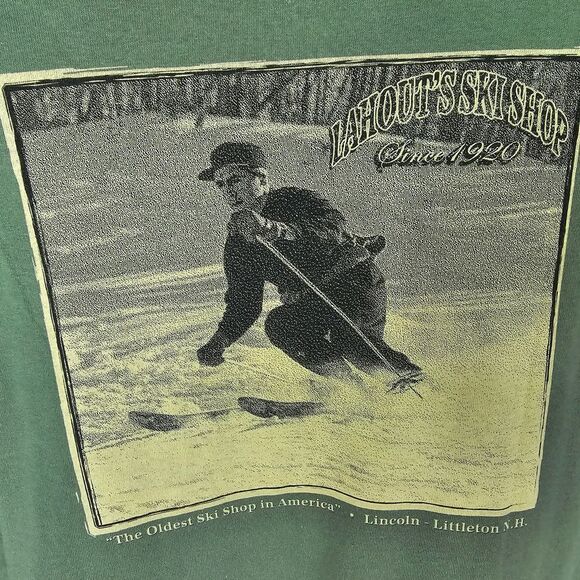 LAHOUT'S SKI SHOP
Since 1920
"The Oldest Ski Shop in America" • Lincoln - Littleton N.H.